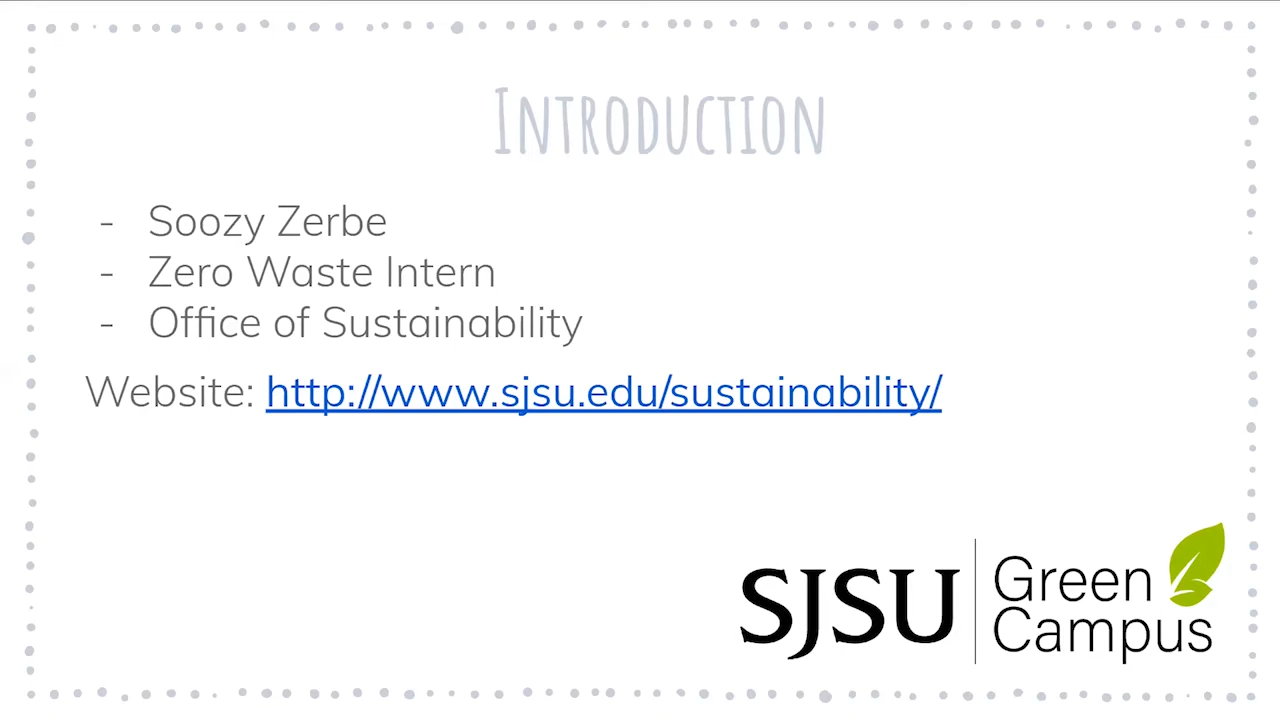 Introduction
- Soozy Zerbe
- Zero Waste Intern
- Office of Sustainability
Website: http://www.sjsu.edu/sustainability/
SJSU
Green
Campus